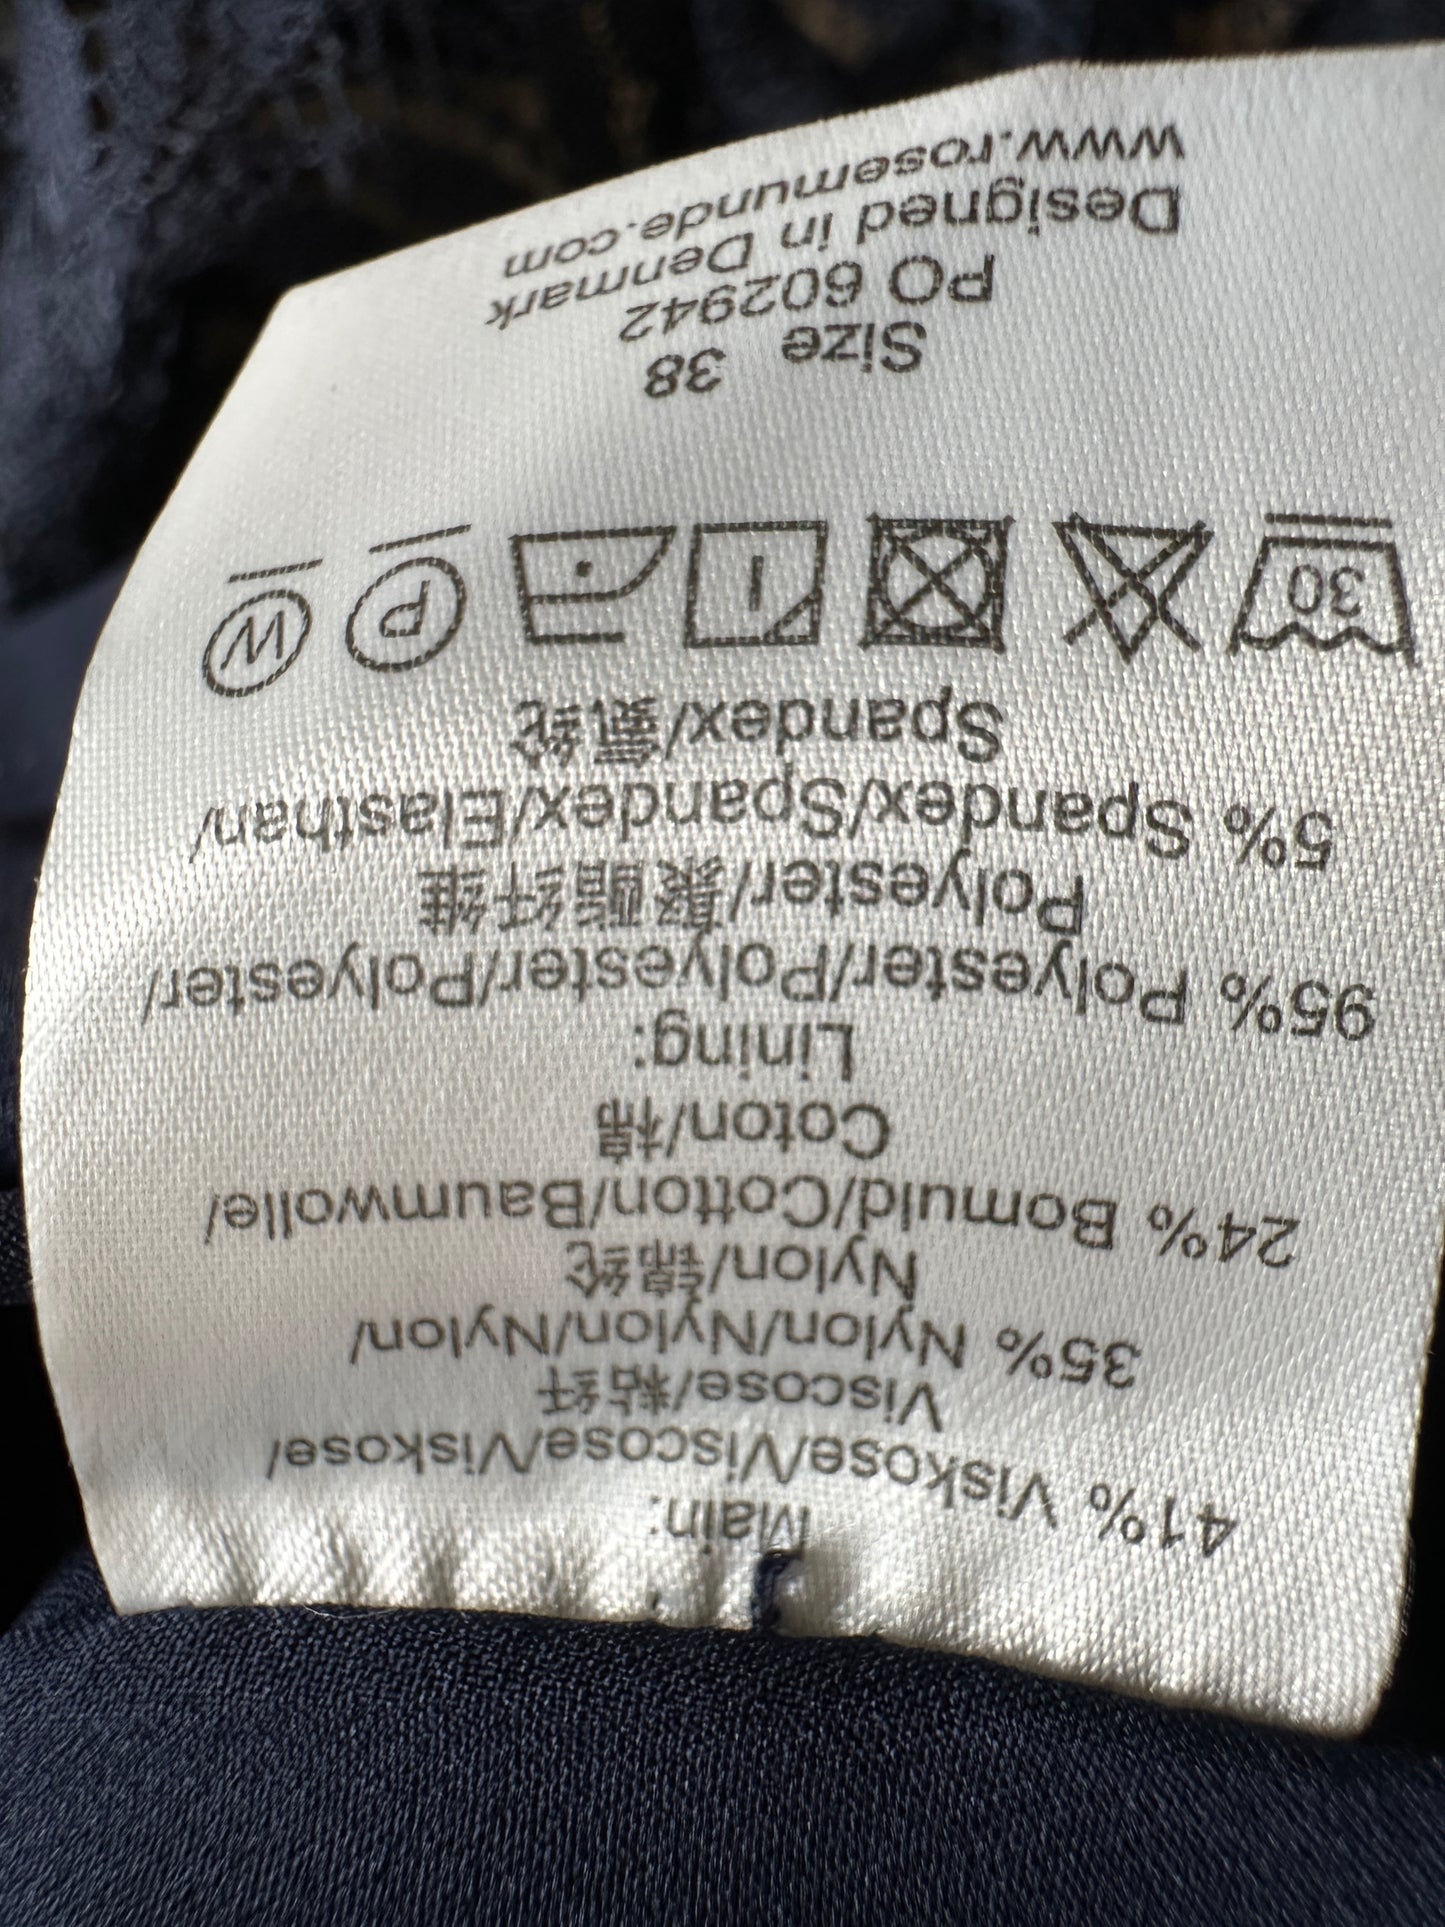 Main:
41% Viskose/Viscose/Viskose/
Viscose/粘纤
35% Nylon/Nylon/Nylon/
Nylon/锦纶
24% Bomuld/Cotton/Baumwolle/
Coton/棉
Lining:
95% Polyester/Polyester/Polyester/
Polyester/聚酯纤维
5% Spandex/Spandex/Elasthan/
Spandex/氨纶
30 P W
Size 38
PO 602942
Designed in Denmark
www.rosemunde.com